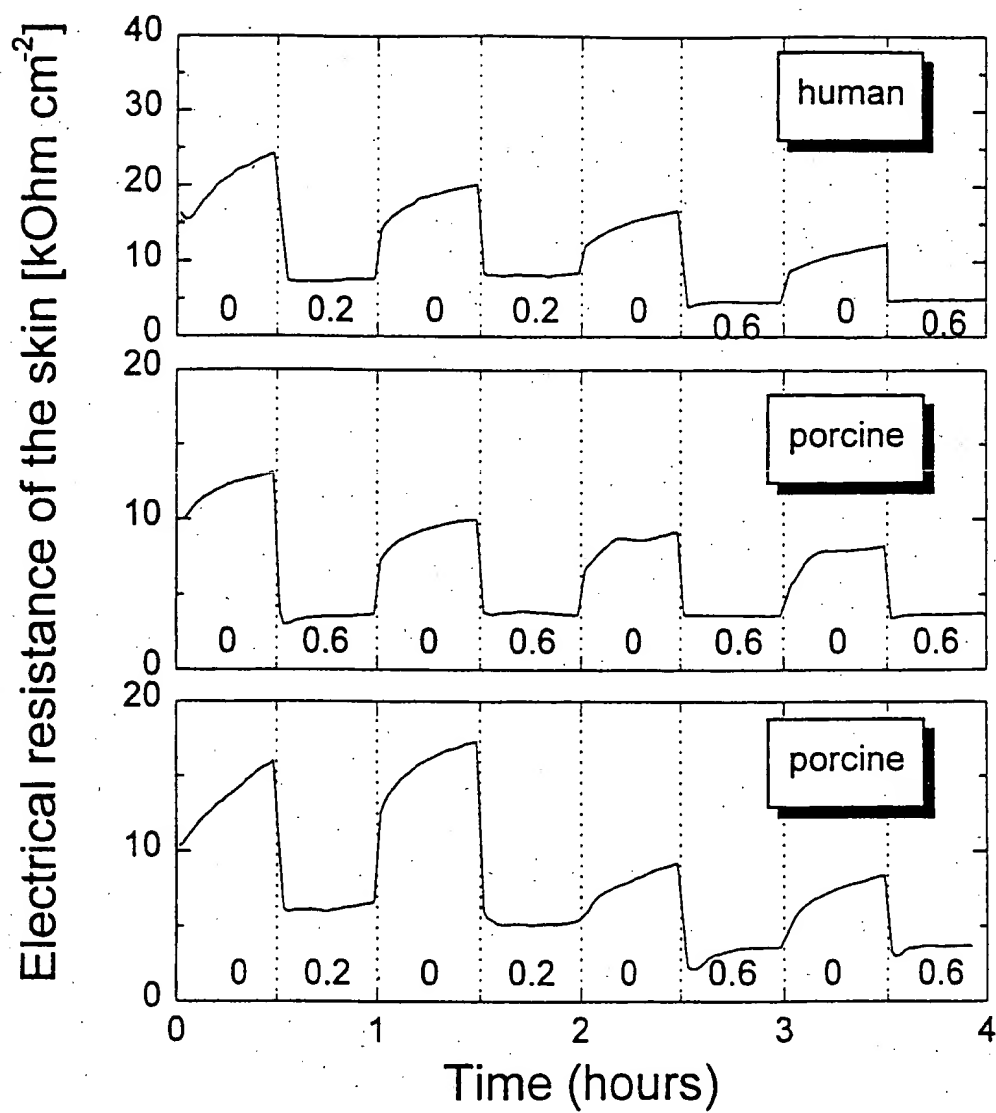 Electrical resistance of the skin [kOhm cm-2]
40
30
20
10
0
human
0 0.2 0 0.2 0 0.6 0 0.6
20
10
0
porcine
0 0.6 0 0.6 0 0.6 0 0.6
20
10
0
porcine
0 0.2 0 0.2 0 0.6 0 0.6
0 1 2 3 4
Time (hours)